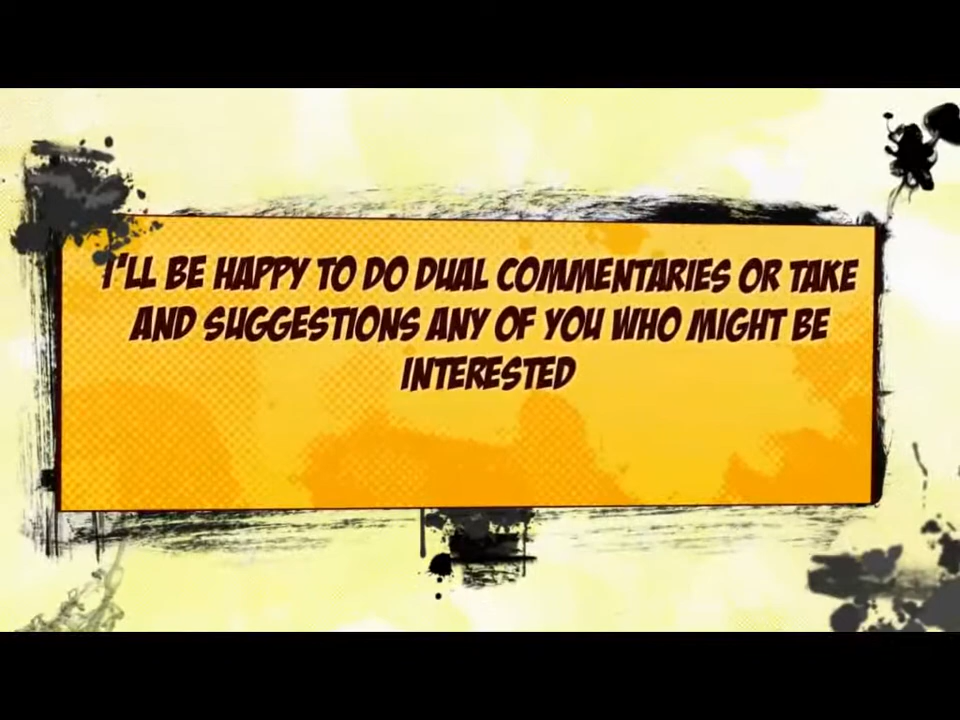 I'LL BE HAPPY TO DO DUAL COMMENTARIES OR TAKE
AND SUGGESTIONS ANY OF YOU WHO MIGHT BE
INTERESTED